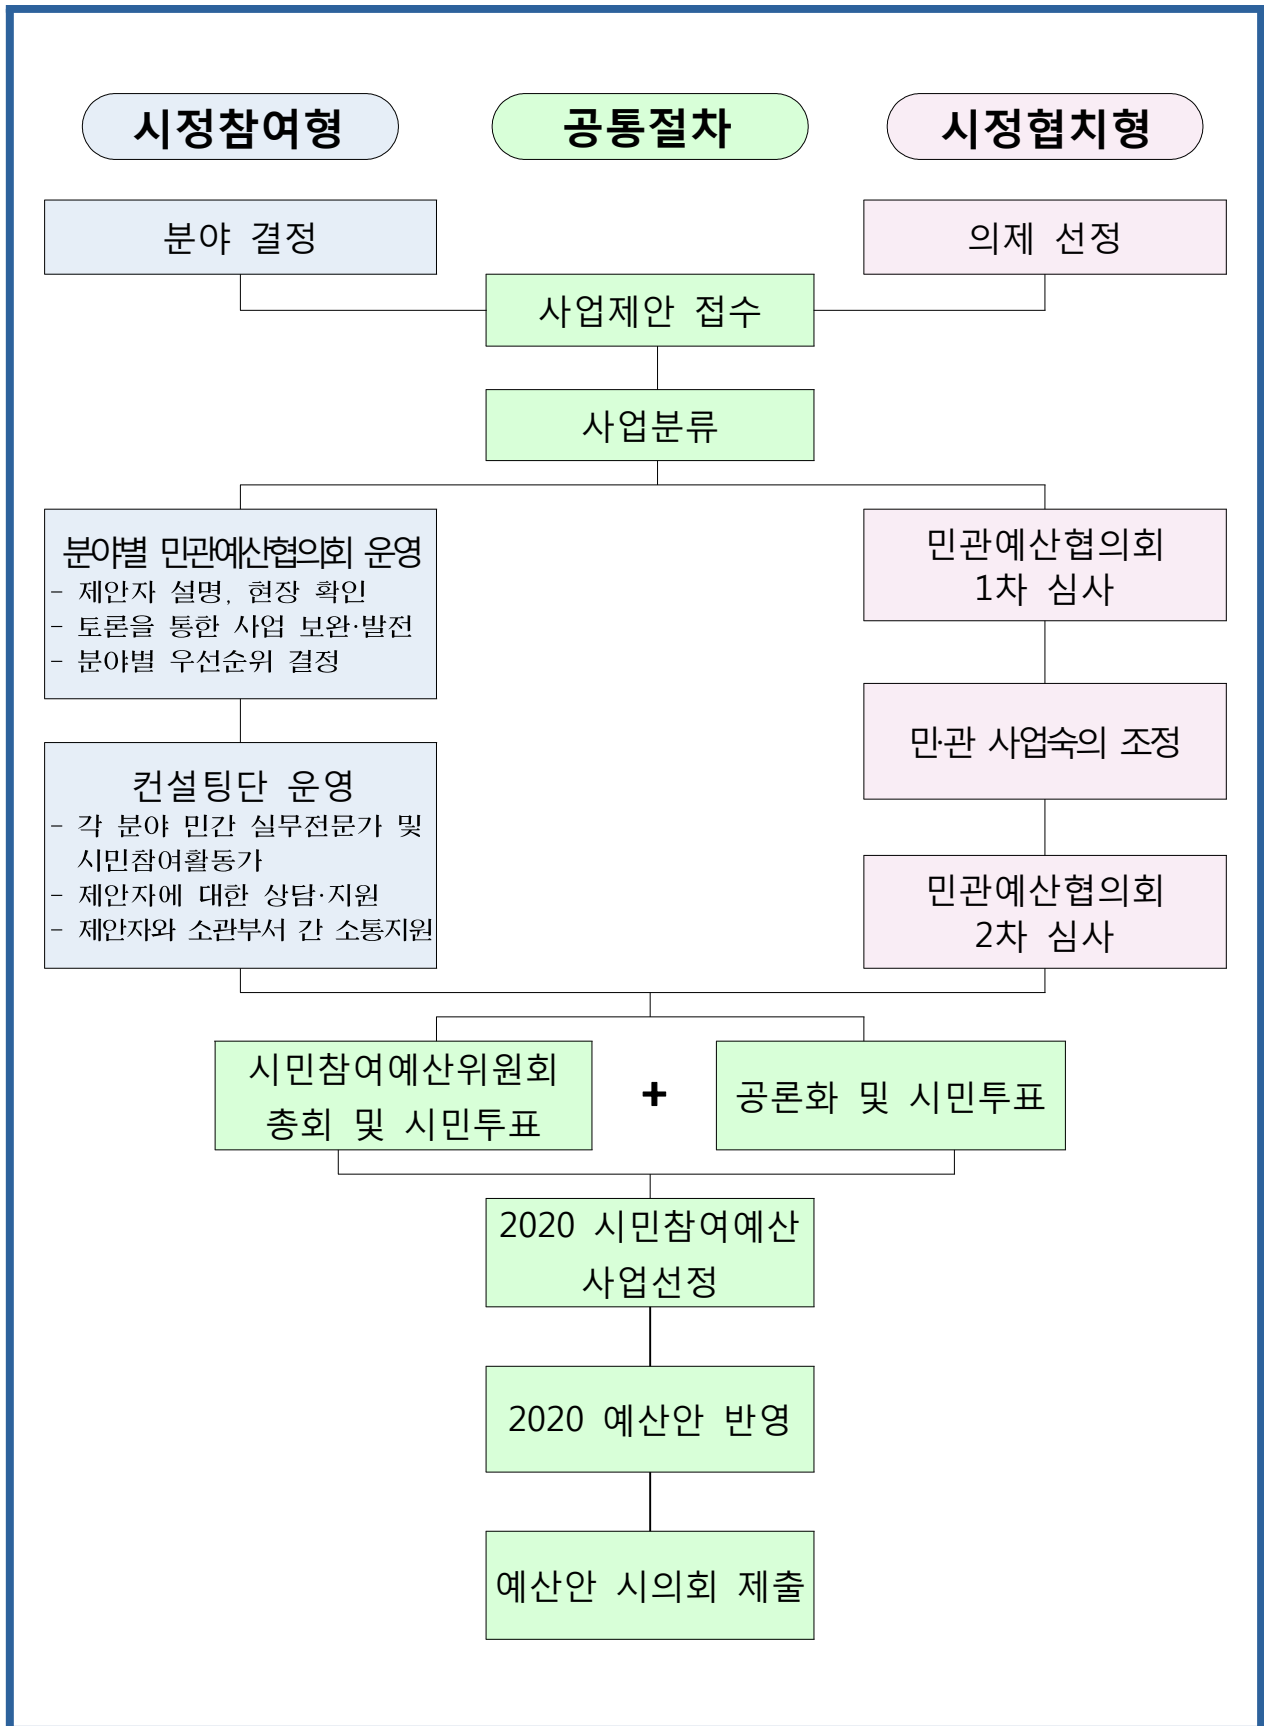 시정참여형
공통절차
시정협치형
분야 결정
의제 선정
사업제안 접수
사업분류
분야별 민관예산협의회 운영
- 제안자 설명, 현장 확인
- 토론을 통한 사업 보완·발전
- 분야별 우선순위 결정
민관예산협의회
1차 심사
민·관 사업숙의 조정
컨설팅단 운영
- 각 분야 민간 실무전문가 및
시민참여활동가
- 제안자에 대한 상담·지원
- 제안자와 소관부서 간 소통지원
민관예산협의회
2차 심사
시민참여예산위원회
총회 및 시민투표
+
공론화 및 시민투표
2020 시민참여예산
사업선정
2020 예산안 반영
예산안 시의회 제출